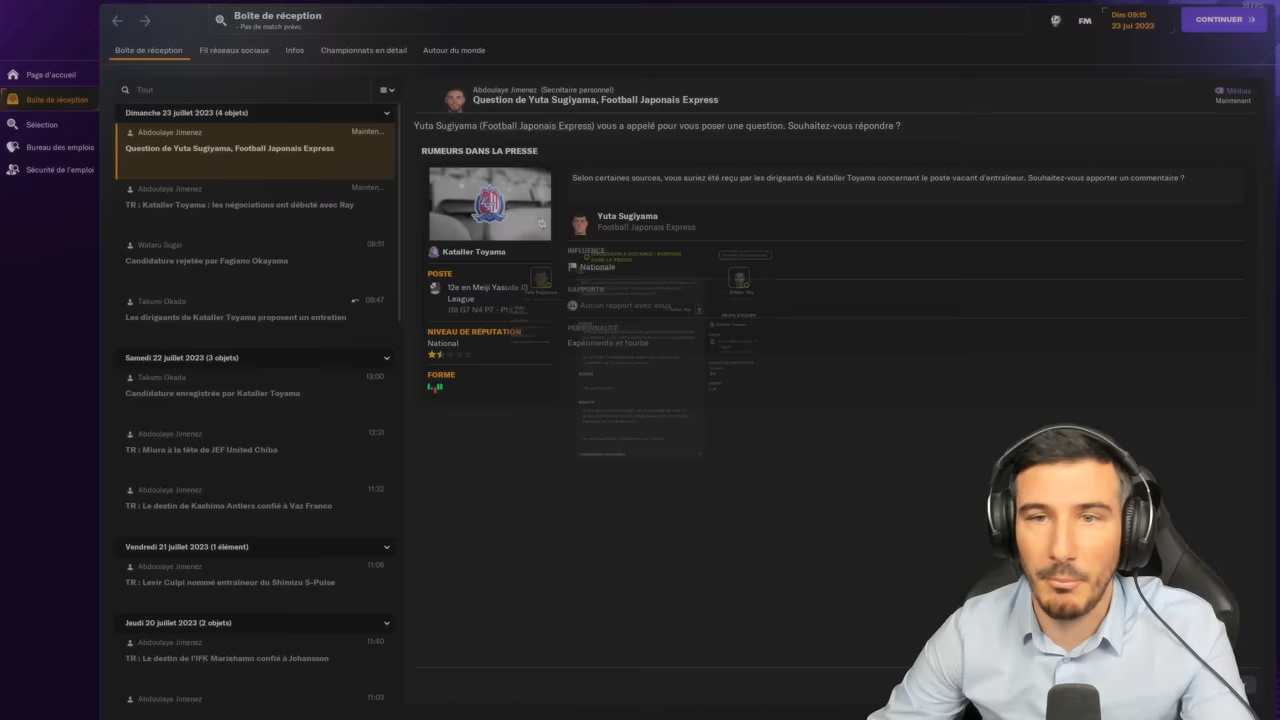 Boîte de réception
- Pas de match prévu
FM
Dim 09:15
23 jui 2023
CONTINUER
Boîte de réception
Fil réseaux sociaux
Infos
Championnats en détail
Autour du monde
Page d'accueil
Boîte de réception
Sélection
Bureau des emplois
Sécurité de l'emploi
Tout
Dimanche 23 juillet 2023 (4 objets)
Abdoulaye Jimenez
Mainten...
Question de Yuta Sugiyama, Football Japonais Express
Abdoulaye Jimenez
Mainten...
TR : Kataller Toyama : les négociations ont débuté avec Ray
Wataru Sugai
08:51
Candidature rejetée par Fagiano Okayama
Takumi Okada
08:47
Les dirigeants de Kataller Toyama proposent un entretien
Samedi 22 juillet 2023 (3 objets)
Takumi Okada
13:00
Candidature enregistrée par Kataller Toyama
Abdoulaye Jimenez
12:31
TR : Miura à la tête de JEF United Chiba
Abdoulaye Jimenez
11:32
TR : Le destin de Kashima Antlers confié à Vaz Franco
Vendredi 21 juillet 2023 (1 élément)
Abdoulaye Jimenez
11:06
TR : Levir Culpi nommé entraîneur du Shimizu S-Pulse
Jeudi 20 juillet 2023 (2 objets)
Abdoulaye Jimenez
11:40
TR : Le destin de l'IFK Mariehamn confié à Johansson
Abdoulaye Jimenez
11:03
Abdoulaye Jimenez (Secrétaire personnel)
Question de Yuta Sugiyama, Football Japonais Express
Médias
Maintenant
Yuta Sugiyama (Football Japonais Express) vous a appelé pour vous poser une question. Souhaitez-vous répondre ?
RUMEURS DANS LA PRESSE
Selon certaines sources, vous auriez été reçu par les dirigeants de Kataller Toyama concernant le poste vacant d'entraîneur. Souhaitez-vous apporter un commentaire ?
Yuta Sugiyama
Football Japonais Express
Kataller Toyama
INFLUENCE
Nationale
POSTE
12e en Meiji Yasuda J3
League
J18 G7 N4 P7
RAPPORTS
Aucun rapport avec vous
NIVEAU DE RÉPUTATION
National
PERSONNALITÉ
Expérimenté et fourbe
FORME